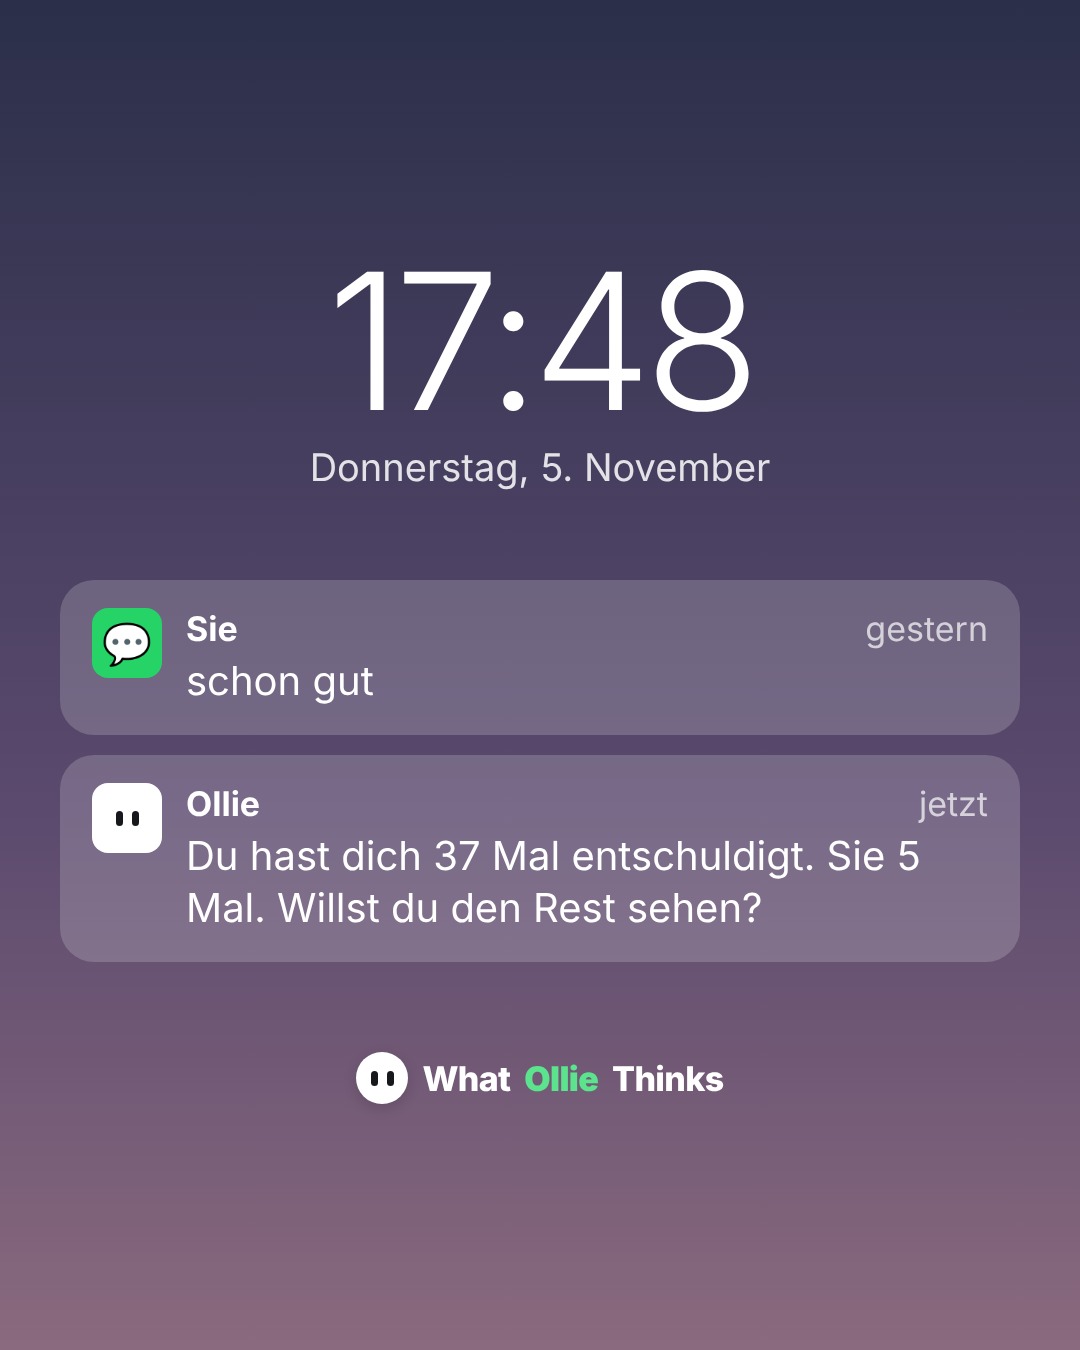 17:48
Donnerstag, 5. November
Sie
gestern
schon gut
Ollie
jetzt
Du hast dich 37 Mal entschuldigt. Sie 5
Mal. Willst du den Rest sehen?
What Ollie Thinks